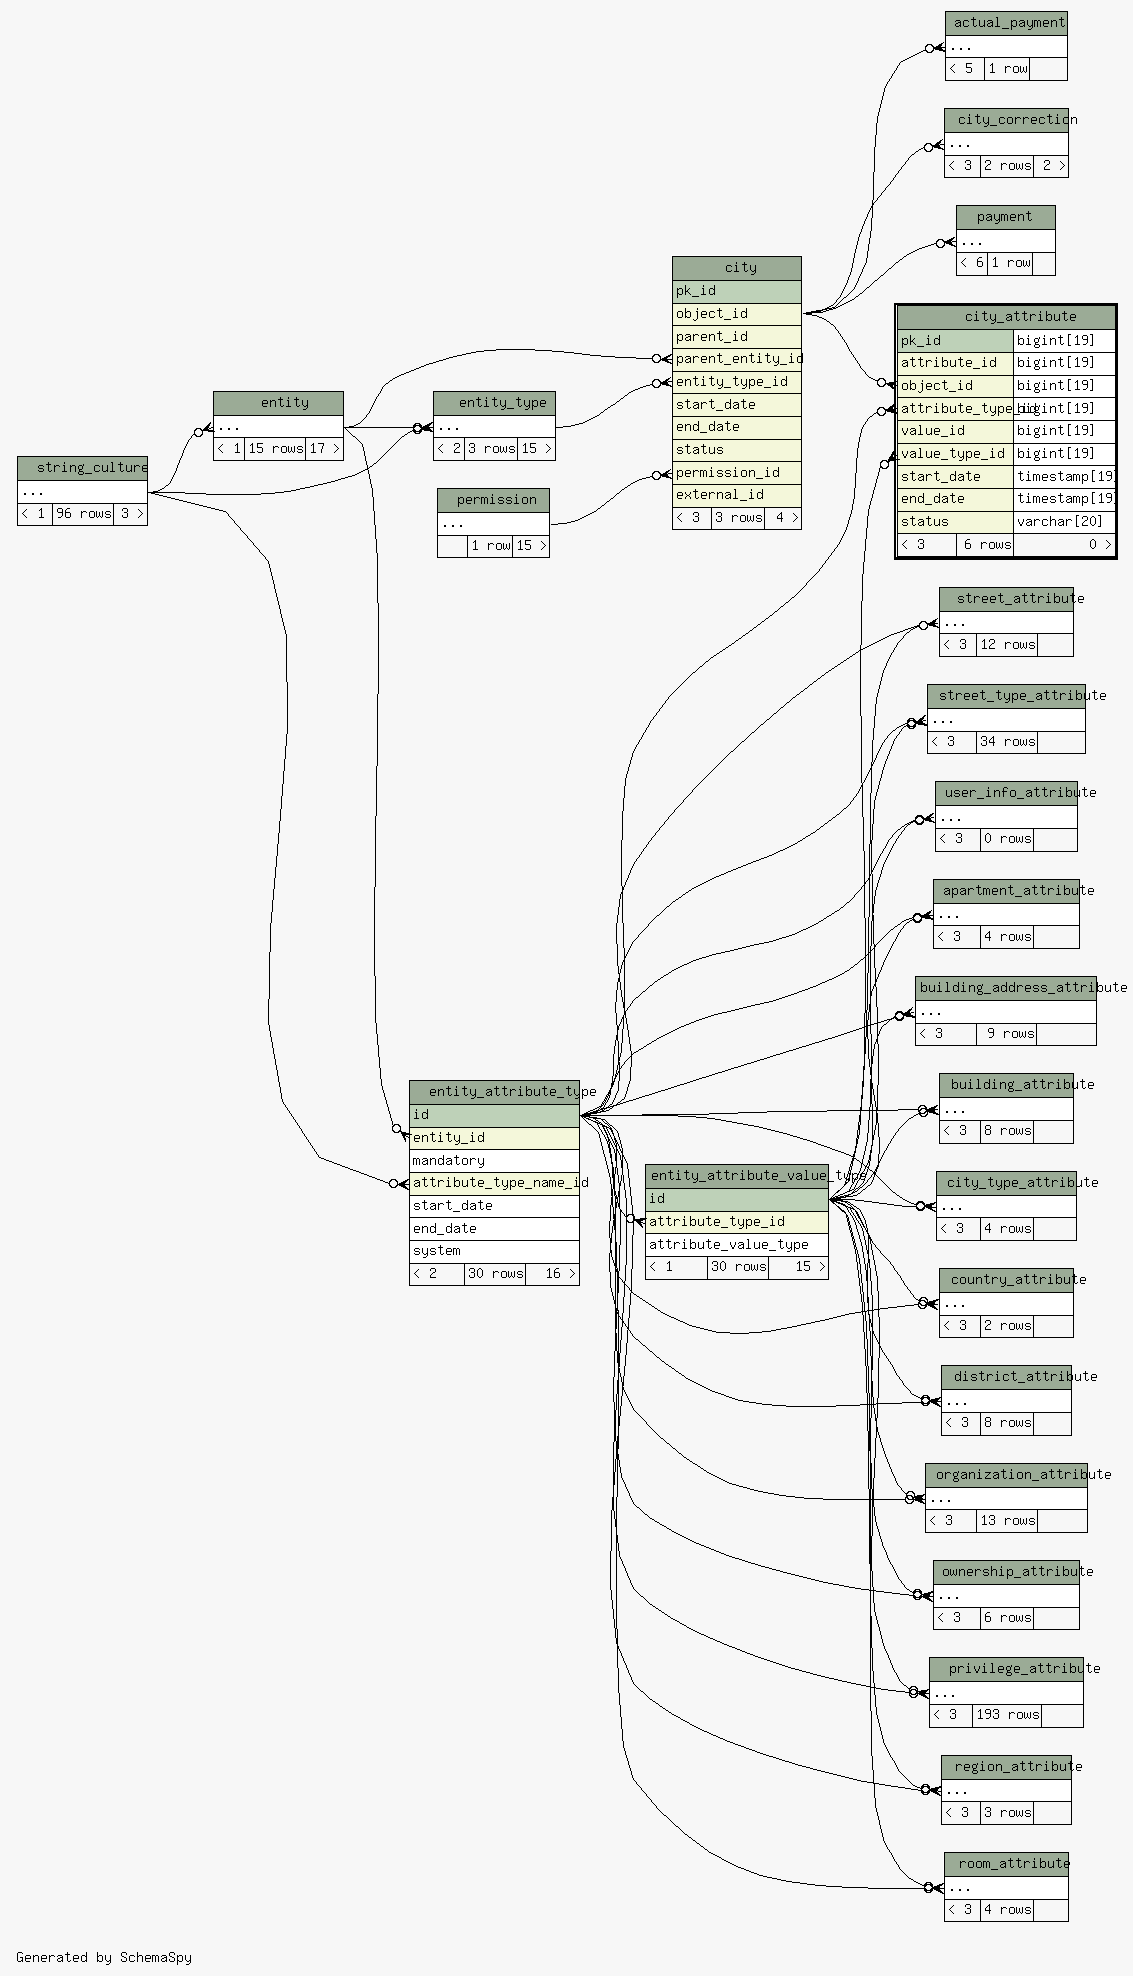 actual_payment
...
< 5 1 row
city_correction
...
< 3 2 rows 2 >
payment
...
< 6 1 row
city
pk_id
object_id
parent_id
parent_entity_id
entity_type_id
start_date
end_date
status
permission_id
external_id
< 3 3 rows 4 >
city_attribute
pk_id bigint[19]
attribute_id bigint[19]
object_id bigint[19]
attribute_type_id bigint[19]
value_id bigint[19]
value_type_id bigint[19]
start_date timestamp[19]
end_date timestamp[19]
status varchar[20]
< 3 6 rows 0 >
entity
...
< 1 15 rows 17 >
entity_type
...
< 2 3 rows 15 >
string_culture
...
< 1 96 rows 3 >
permission
...
1 row 15 >
street_attribute
...
< 3 12 rows
street_type_attribute
...
< 3 34 rows
user_info_attribute
...
< 3 0 rows
apartment_attribute
...
< 3 4 rows
building_address_attribute
...
< 3 9 rows
building_attribute
...
< 3 8 rows
entity_attribute_type
id
entity_id
mandatory
attribute_type_name_id
start_date
end_date
system
< 2 30 rows 16 >
entity_attribute_value_type
id
attribute_type_id
attribute_value_type
< 1 30 rows 15 >
city_type_attribute
...
< 3 4 rows
country_attribute
...
< 3 2 rows
district_attribute
...
< 3 8 rows
organization_attribute
...
< 3 13 rows
ownership_attribute
...
< 3 6 rows
privilege_attribute
...
< 3 193 rows
region_attribute
...
< 3 3 rows
room_attribute
...
< 3 4 rows
Generated by SchemaSpy